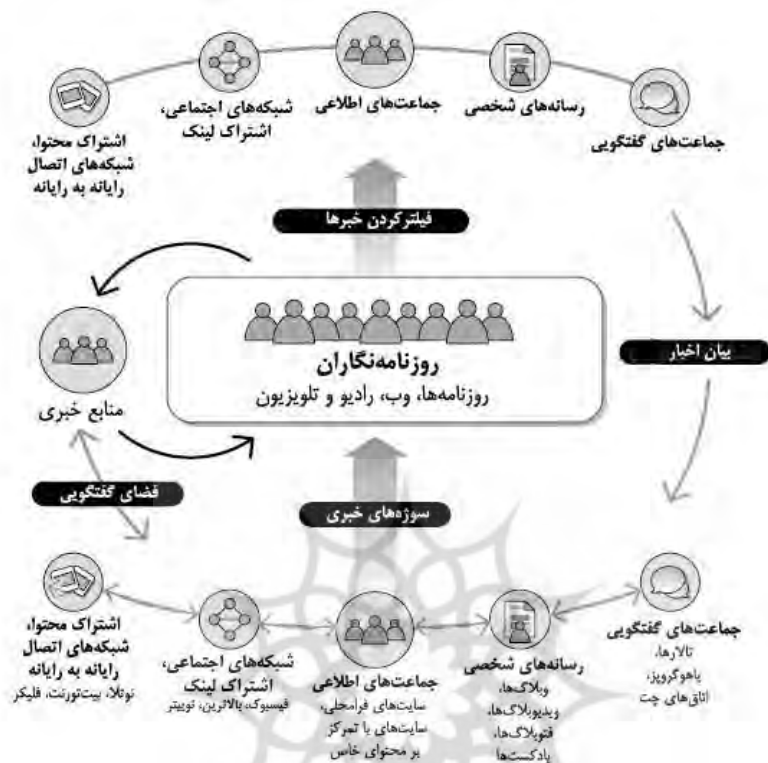 جماعت‌های اطلاعی
شبکه‌های اجتماعی،
اشتراک لینک
رسانه‌های شخصی
اشتراک محتوا،
شبکه‌های اتصال
رایانه به رایانه
جماعت‌های گفتگویی
فیلترکردن خبرها
روزنامه‌نگاران
روزنامه‌ها، وب، رادیو و تلویزیون
بیان اخبار
منابع خبری
فضای گفتگویی
سوژه‌های خبری
جماعت‌های گفتگویی
تالارها،
یاهوگروپز،
اتاق‌های چت
رسانه‌های شخصی
وبلاگ‌ها،
ویدیوبلاگ‌ها،
فتوبلاگ‌ها،
پادکست‌ها
جماعت‌های اطلاعی
سایت‌های فرامحلی،
سایت‌های با تمرکز
بر محتوای خاص
شبکه‌های اجتماعی،
اشتراک لینک
فیسبوک، بالاترین، توییتر
اشتراک محتوا،
شبکه‌های اتصال
رایانه به رایانه
نوتلا، بیت‌تورنت، فلیکر